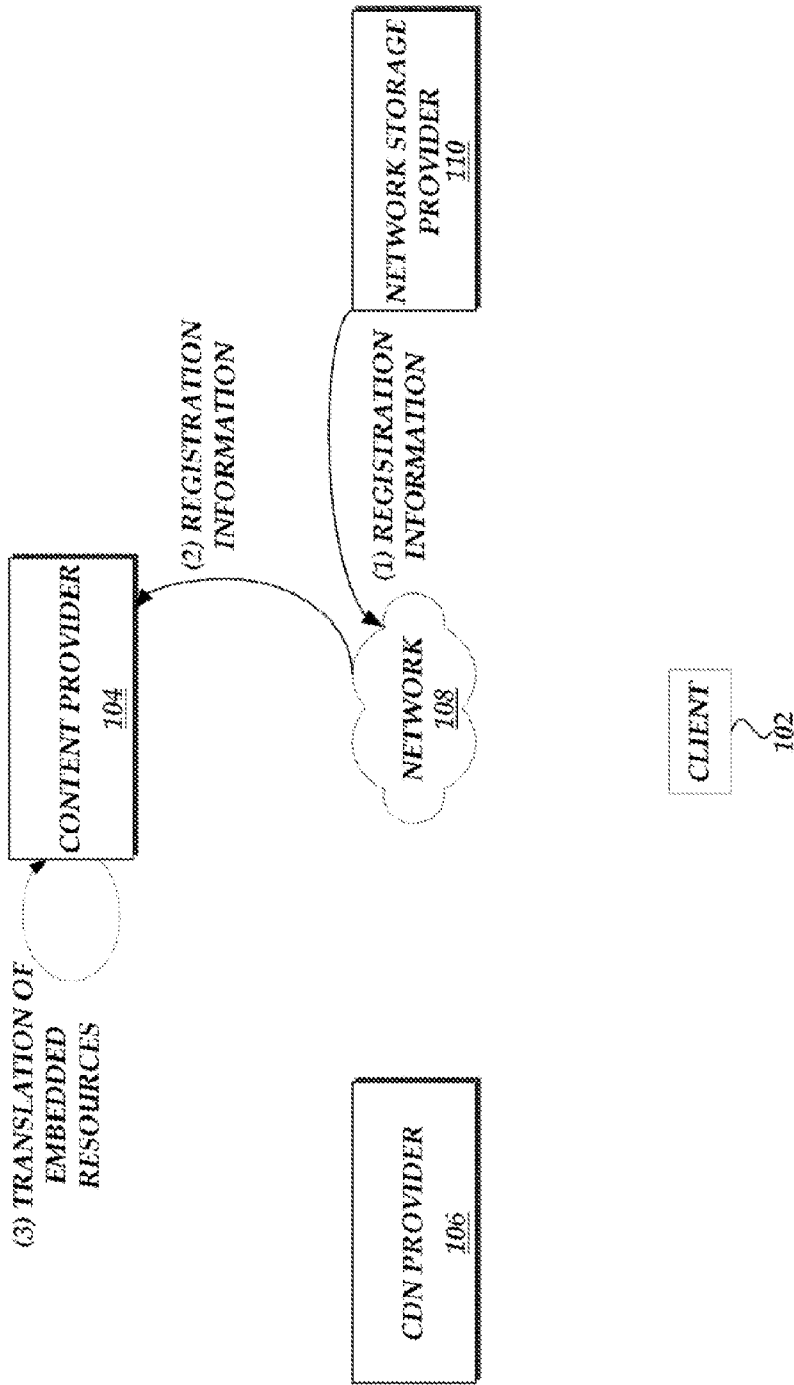 (3) TRANSLATION OF
EMBEDDED
RESOURCES
CONTENT PROVIDER
104
(2) REGISTRATION
INFORMATION
CDN PROVIDER
106
NETWORK
108
(1) REGISTRATION
INFORMATION
NETWORK STORAGE
PROVIDER
110
CLIENT
102